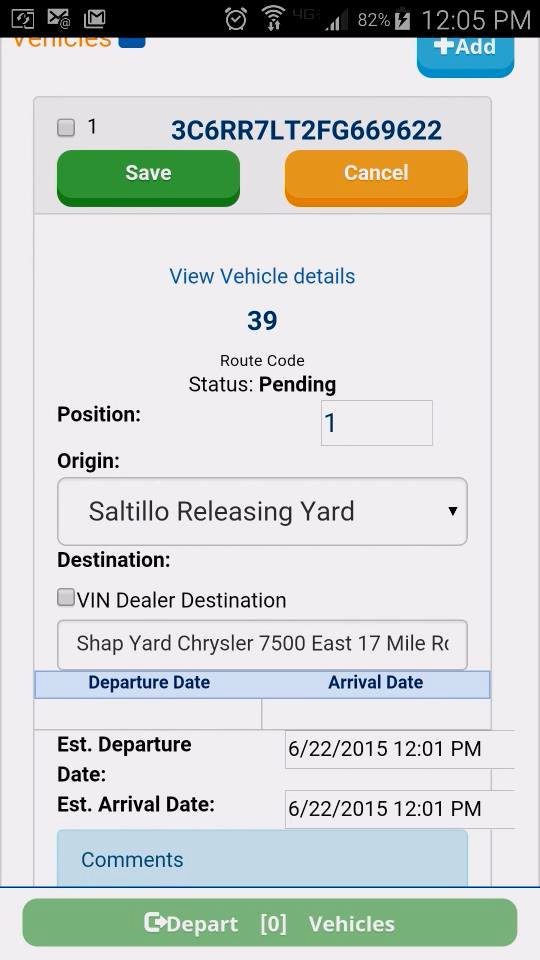 4G 82% 12:05 PM
Vehicles
+Add
1 3C6RR7LT2FG669622
Save Cancel
View Vehicle details
39
Route Code
Status: Pending
Position: 1
Origin:
Saltillo Releasing Yard
Destination:
VIN Dealer Destination
Shap Yard Chrysler 7500 East 17 Mile Ro
Departure Date Arrival Date
Est. Departure Date: 6/22/2015 12:01 PM
Est. Arrival Date: 6/22/2015 12:01 PM
Comments
Depart [0] Vehicles